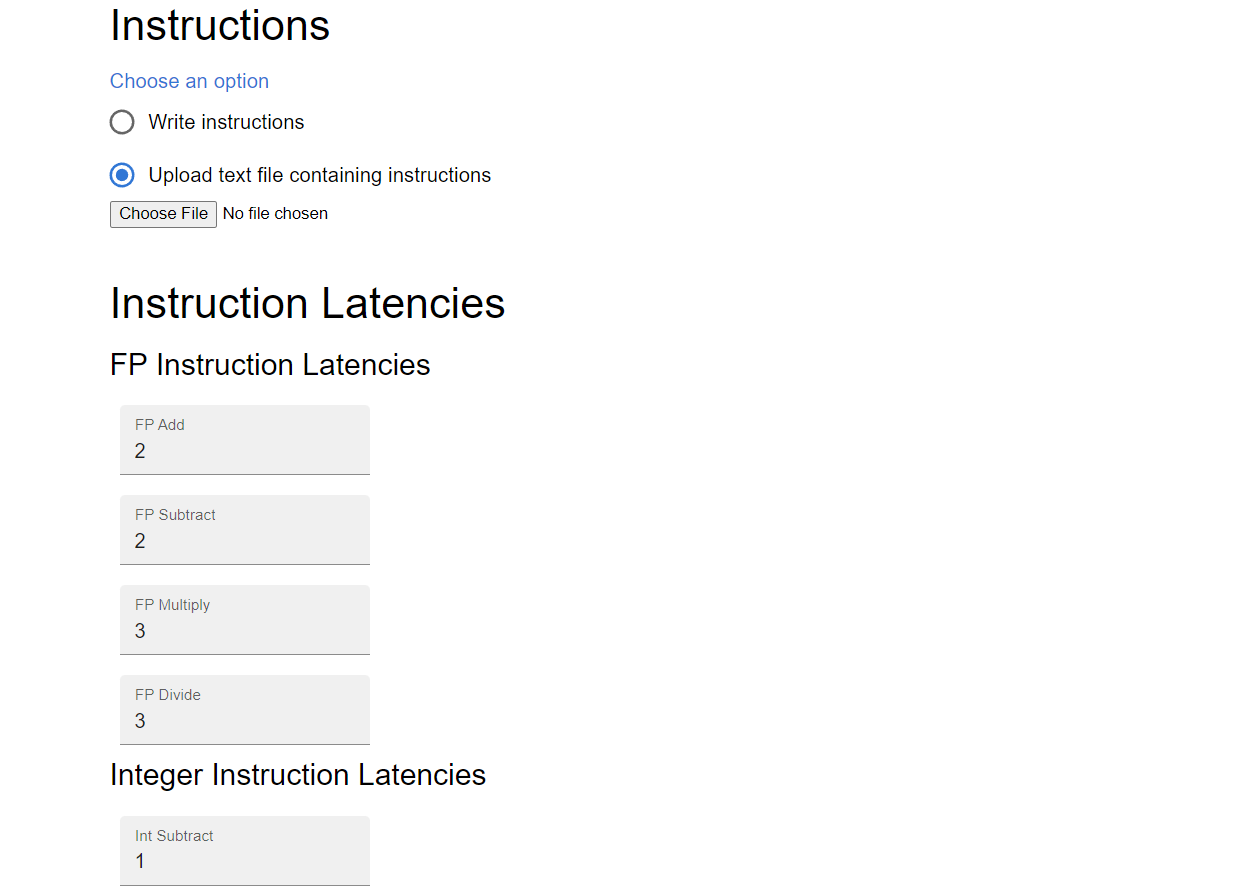 Instructions
Choose an option
Write instructions
Upload text file containing instructions
Choose File No file chosen
Instruction Latencies
FP Instruction Latencies
FP Add
2
FP Subtract
2
FP Multiply
3
FP Divide
3
Integer Instruction Latencies
Int Subtract
1